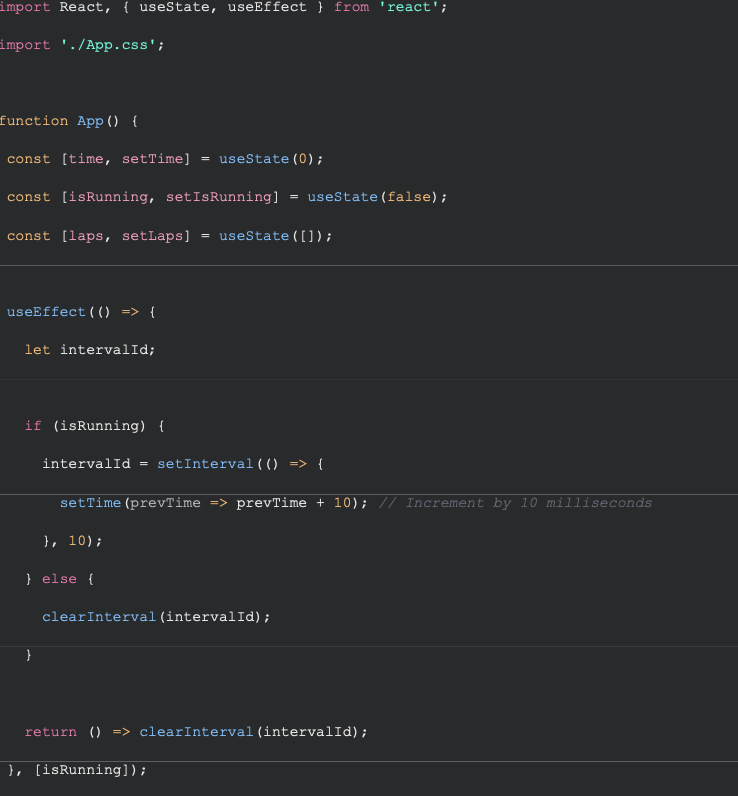 import React, { useState, useEffect } from 'react';
import './App.css';
function App() {
const [time, setTime] = useState(0);
const [isRunning, setIsRunning] = useState(false);
const [laps, setLaps] = useState([]);
useEffect(() => {
let intervalId;
if (isRunning) {
intervalId = setInterval(() => {
setTime(prevTime => prevTime + 10); // Increment by 10 milliseconds
}, 10);
} else {
clearInterval(intervalId);
}
return () => clearInterval(intervalId);
}, [isRunning]);